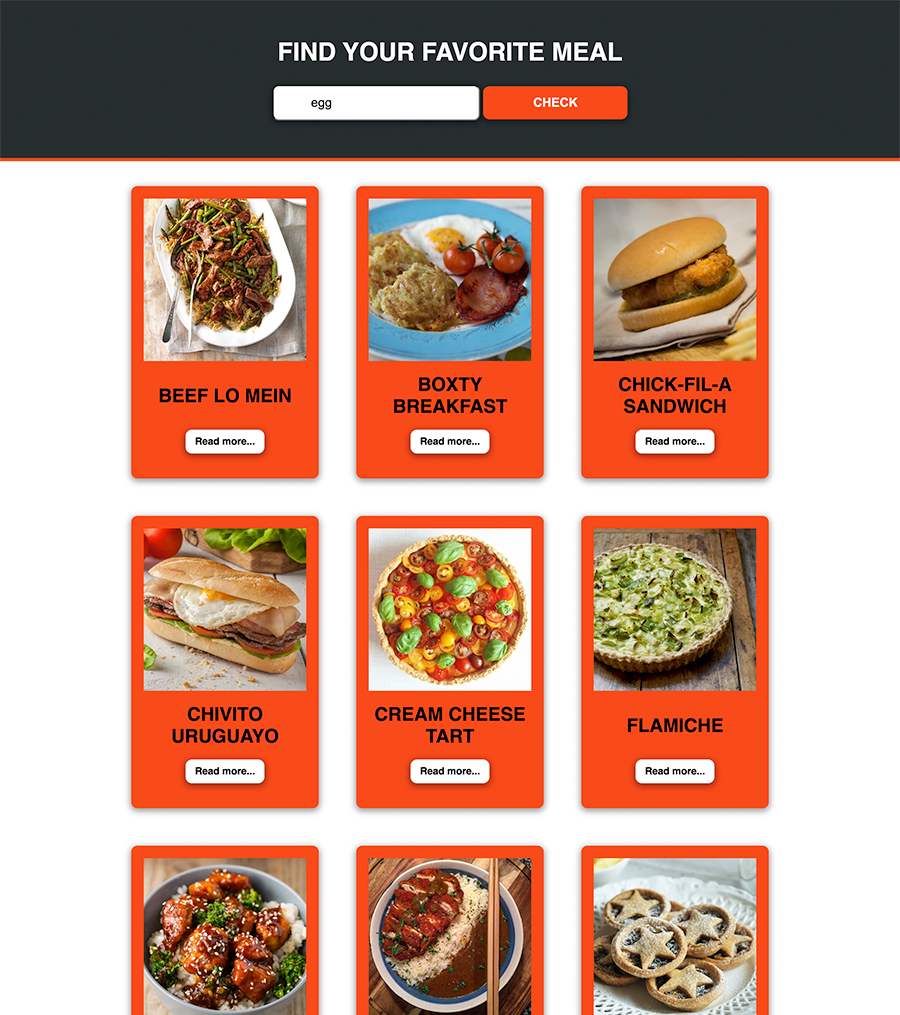 FIND YOUR FAVORITE MEAL
egg
CHECK
BEEF LO MEIN
Read more...
BOXTY
BREAKFAST
Read more...
CHICK-FIL-A
SANDWICH
Read more...
CHIVITO
URUGUAYO
Read more...
CREAM CHEESE
TART
Read more...
FLAMICHE
Read more...